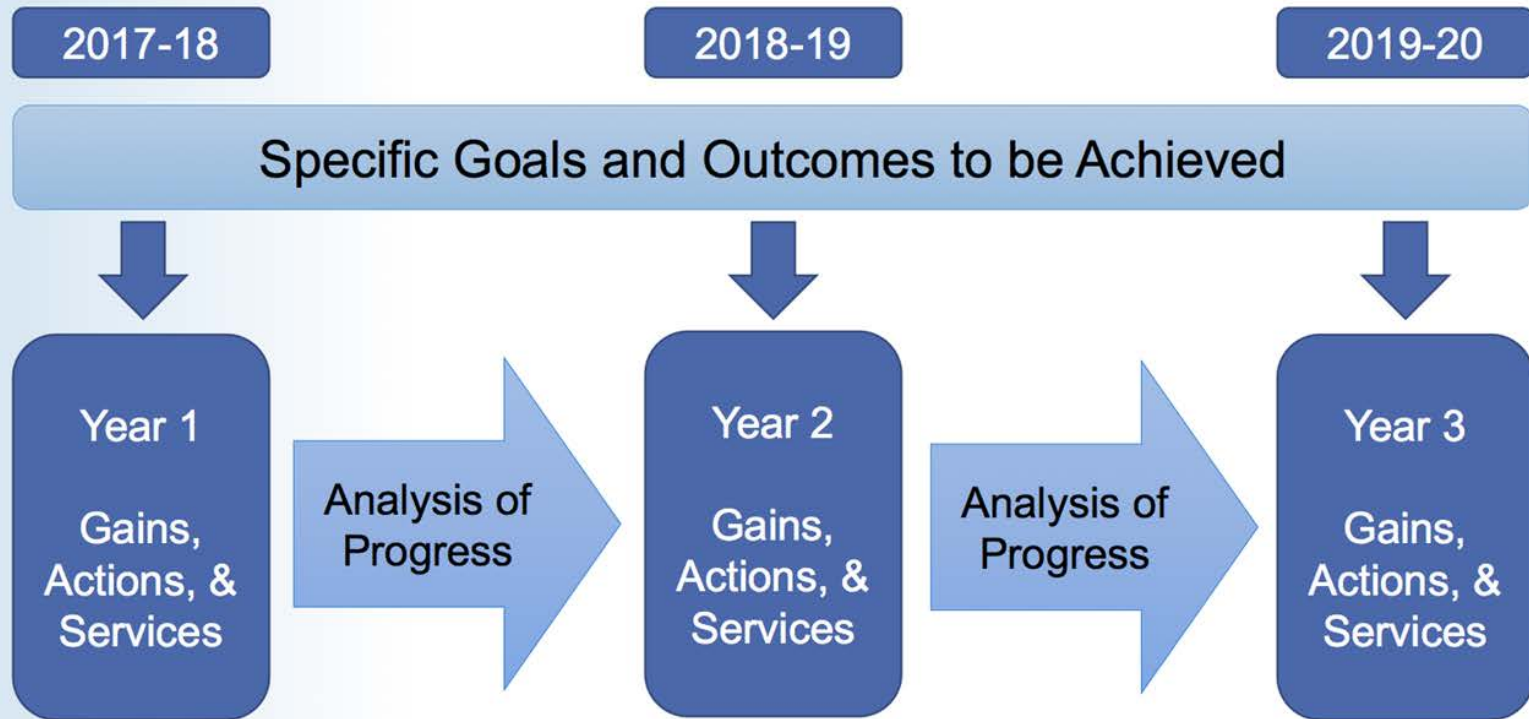 2017-18
2018-19
2019-20
Specific Goals and Outcomes to be Achieved
Year 1
Gains,
Actions, &
Services
Analysis of
Progress
Year 2
Gains,
Actions, &
Services
Analysis of
Progress
Year 3
Gains,
Actions, &
Services